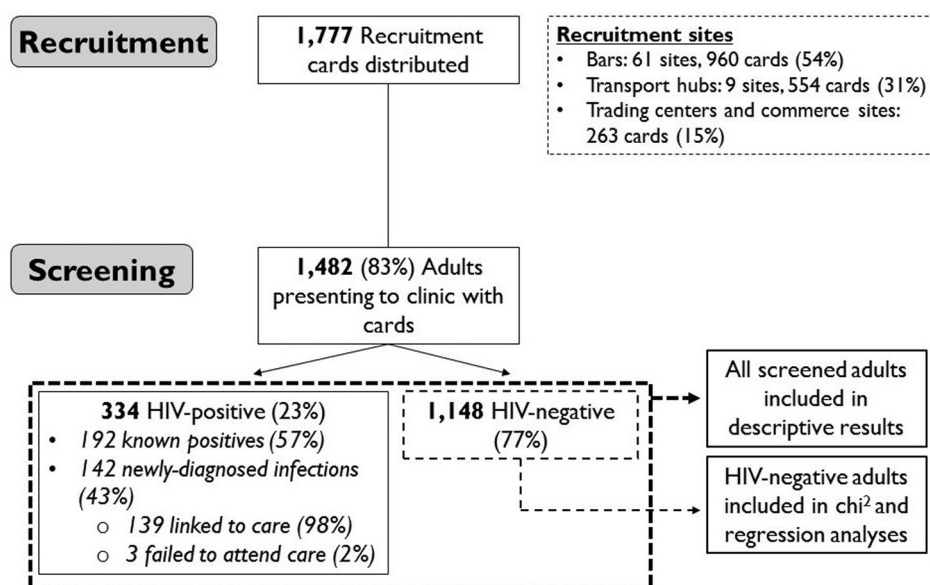 Recruitment
1,777 Recruitment
cards distributed
Recruitment sites
• Bars: 61 sites, 960 cards (54%)
• Transport hubs: 9 sites, 554 cards (31%)
• Trading centers and commerce sites:
263 cards (15%)
Screening
1,482 (83%) Adults
presenting to clinic with
cards
334 HIV-positive (23%)
• 192 known positives (57%)
• 142 newly-diagnosed infections
(43%)
o 139 linked to care (98%)
o 3 failed to attend care (2%)
1,148 HIV-negative
(77%)
All screened adults
included in
descriptive results
HIV-negative adults
included in chi² and
regression analyses